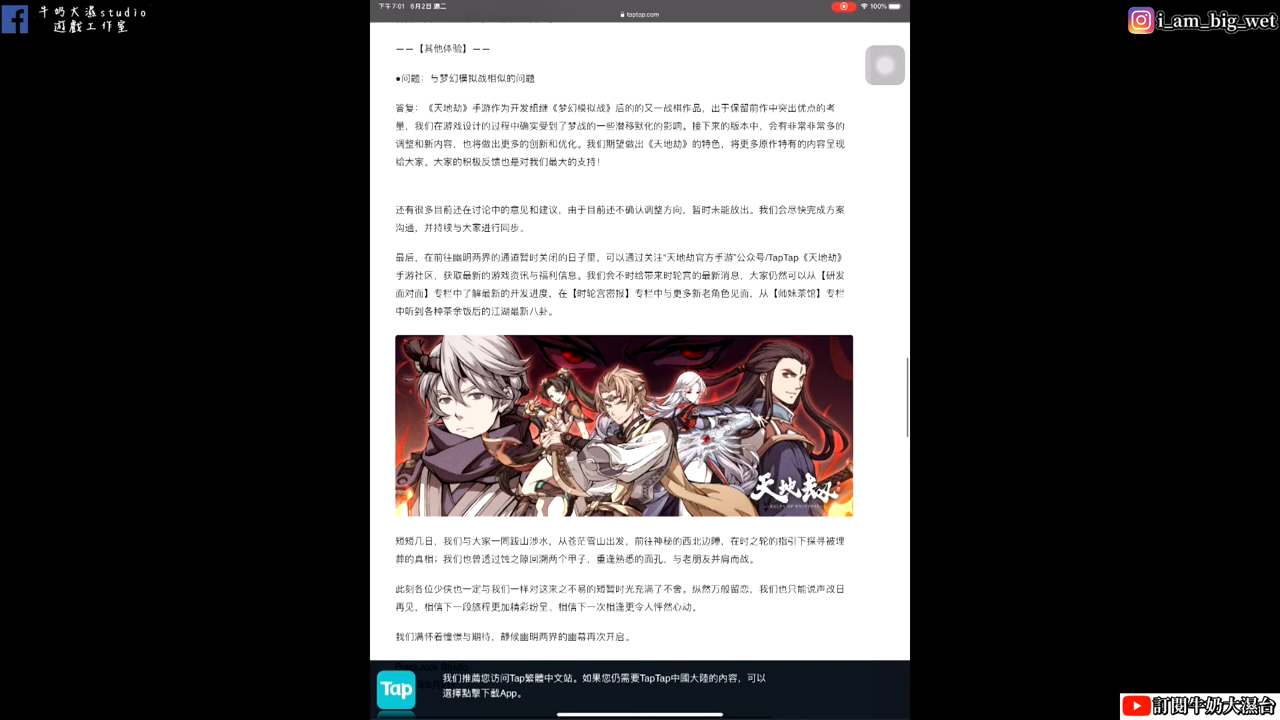 牛奶大濕studio
遊戲工作室
下午7:01 6月2日 週二
100%
taptap.com
i_am_big_wet
——【其他体验】——
●问题：与梦幻模拟战相似的问题
答复：《天地劫》手游作为开发组继《梦幻模拟战》后的的又一战棋作品，出于保留前作中突出优点的考
量，我们在游戏设计的过程中确实受到了梦战的一些潜移默化的影响。接下来的版本中，会有非常非常多的
调整和新内容，也将做出更多的创新和优化。我们期望做出《天地劫》的特色，将更多原作特有的内容呈现
给大家。大家的积极反馈也是对我们最大的支持！
还有很多目前还在讨论中的意见和建议，由于目前还不确认调整方向，暂时未能放出。我们会尽快完成方案
沟通，并持续与大家进行同步。
最后，在前往幽明两界的通道暂时关闭的日子里，可以通过关注“天地劫官方手游”公众号/TapTap《天地劫》
手游社区，获取最新的游戏资讯与福利信息。我们会不时给带来时轮宫的最新消息，大家仍然可以从【研发
面对面】专栏中了解最新的开发进度，在【时轮宫密报】专栏中与更多新老角色见面，从【师妹茶馆】专栏
中听到各种茶余饭后的江湖最新八卦。
天地劫
短短几日，我们与大家一同跋山涉水，从苍茫雪山出发，前往神秘的西北边陲，在时之轮的指引下探寻被埋
葬的真相；我们也曾透过蚀之隙回溯两个甲子，重逢熟悉的面孔，与老朋友并肩而战。
此刻各位少侠也一定与我们一样对这来之不易的短暂时光充满了不舍。纵然万般留恋，我们也只能说声改日
再见，相信下一段旅程更加精彩纷呈、相信下一次相逢更令人怦然心动。
我们满怀着憧憬与期待，静候幽明两界的幽幕再次开启。
Black Jack Studio
Tap
我们推薦您访问Tap繁體中文站。如果您仍需要TapTap中國大陸的內容，可以
選擇點擊下載App。
訂閱牛奶大濕台